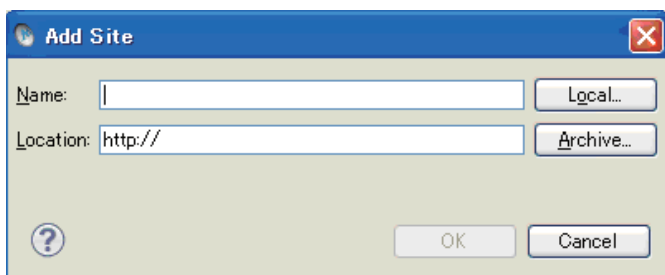 Add Site
Name: Local...
Location: http:// Archive...
? OK Cancel